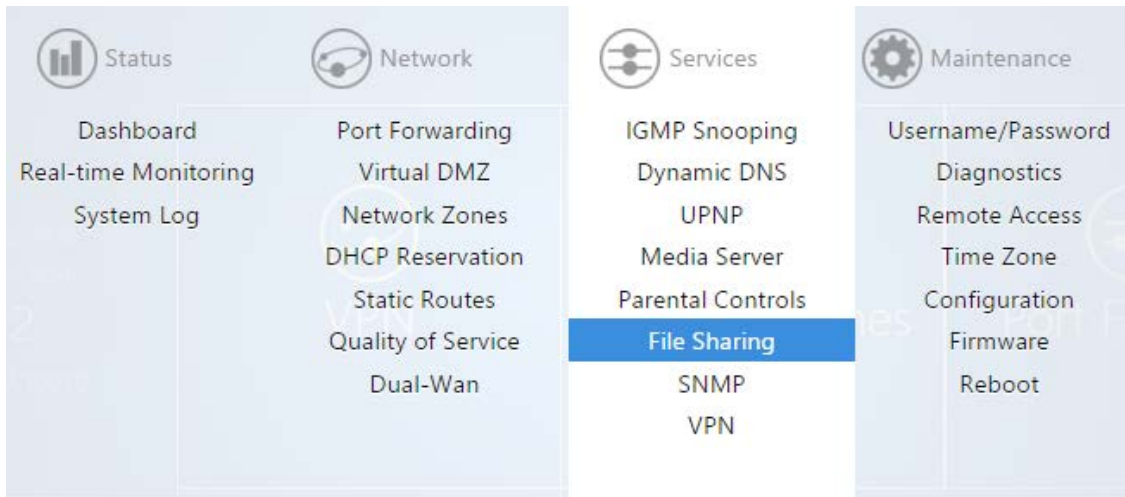 Status
Dashboard
Real-time Monitoring
System Log
Network
Port Forwarding
Virtual DMZ
Network Zones
DHCP Reservation
Static Routes
Quality of Service
Dual-Wan
Services
IGMP Snooping
Dynamic DNS
UPNP
Media Server
Parental Controls
File Sharing
SNMP
VPN
Maintenance
Username/Password
Diagnostics
Remote Access
Time Zone
Configuration
Firmware
Reboot
VPN